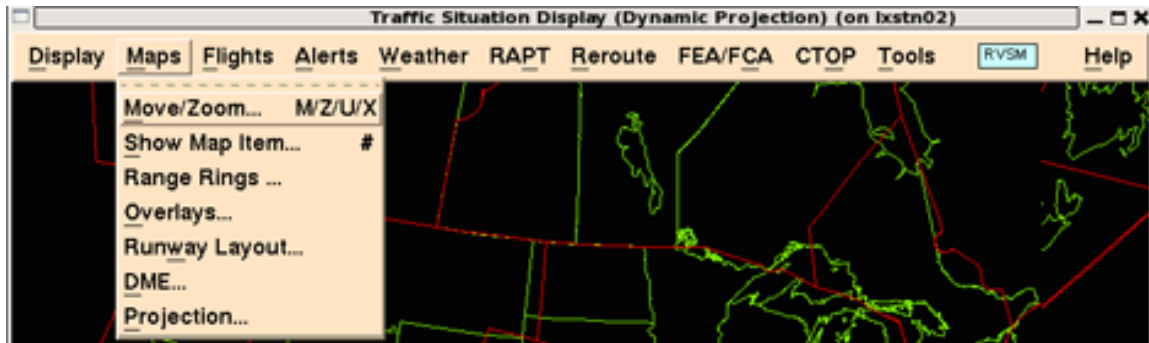 Traffic Situation Display (Dynamic Projection) (on lxstn02)
Display Maps Flights Alerts Weather RAPT Reroute FEA/FCA CTOP Tools RVSM Help
Move/Zoom... M/Z/U/X
Show Map Item... #
Range Rings ...
Overlays...
Runway Layout...
DME...
Projection...